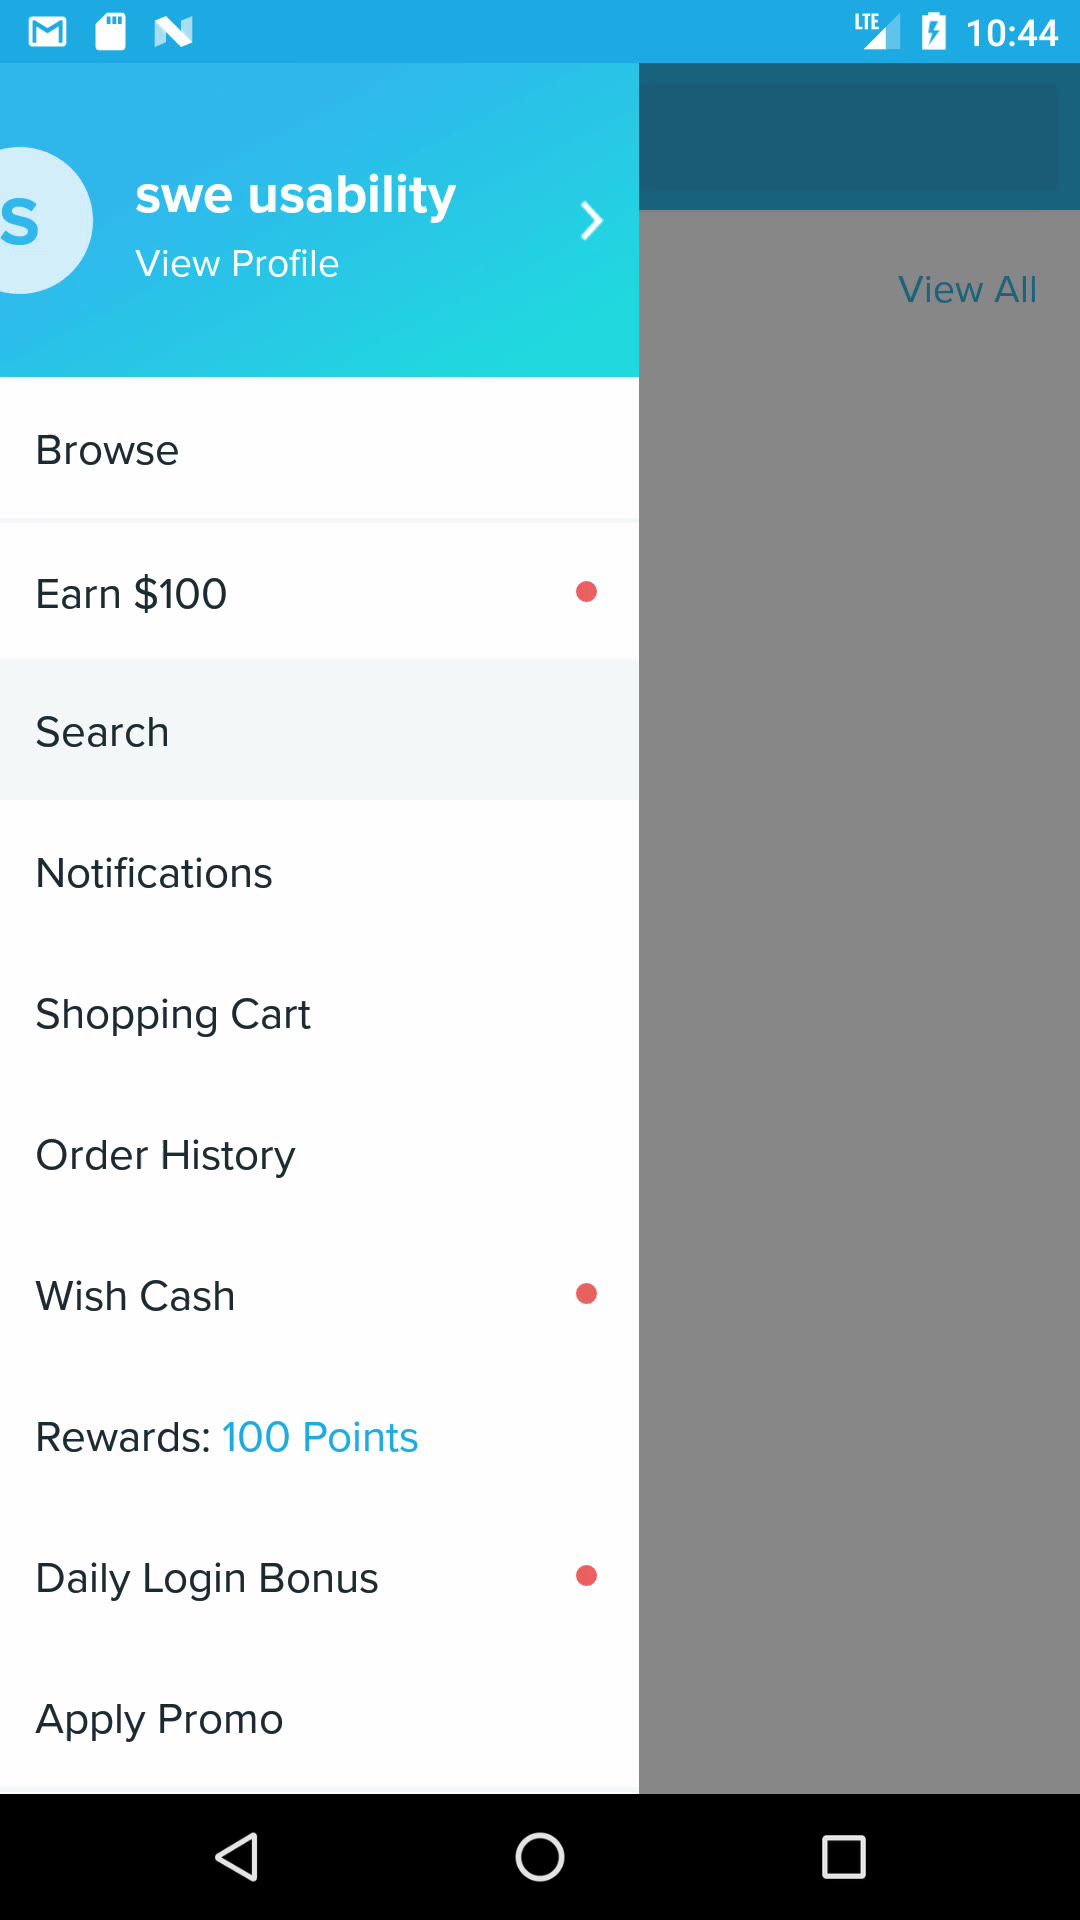 LTE 10:44
S
swe usability
View Profile
View All
Browse
Earn $100
Search
Notifications
Shopping Cart
Order History
Wish Cash
Rewards: 100 Points
Daily Login Bonus
Apply Promo